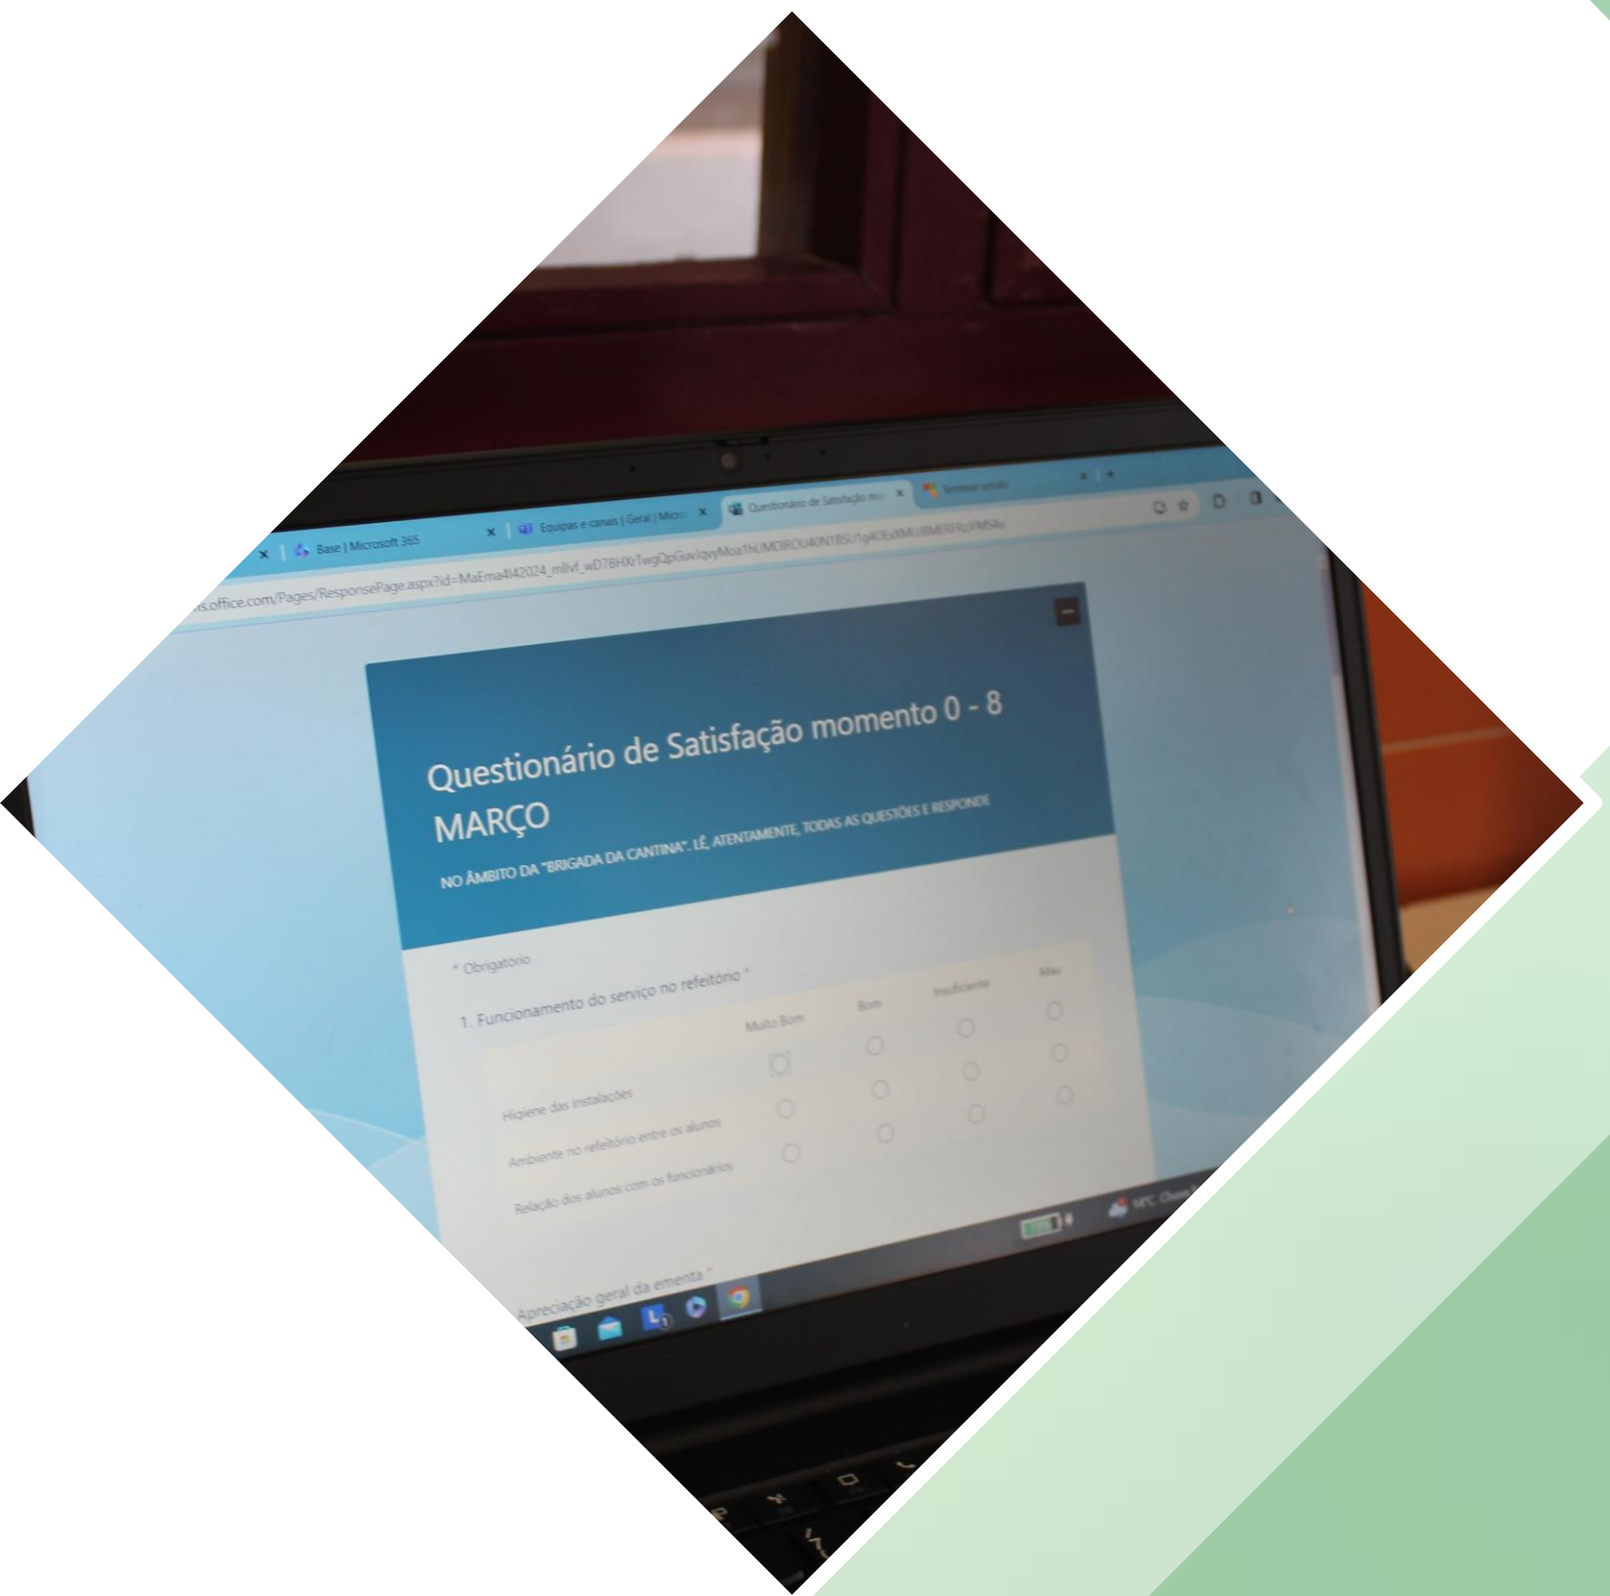 Base | Microsoft 365
Equipas e canais | Geral | Micro
Questionário de Satisfação mo
Terminar sessão
Questionário de Satisfação momento 0 - 8
MARÇO
NO ÂMBITO DA "BRIGADA DA CANTINA". LÊ, ATENTAMENTE, TODAS AS QUESTÕES E RESPONDE
* Obrigatório
1. Funcionamento do serviço no refeitório *
Muito Bom Bom Insuficiente Mau
Higiene das instalações
Ambiente no refeitório entre os alunos
Relação dos alunos com os funcionários
Apreciação geral da ementa *
14°C